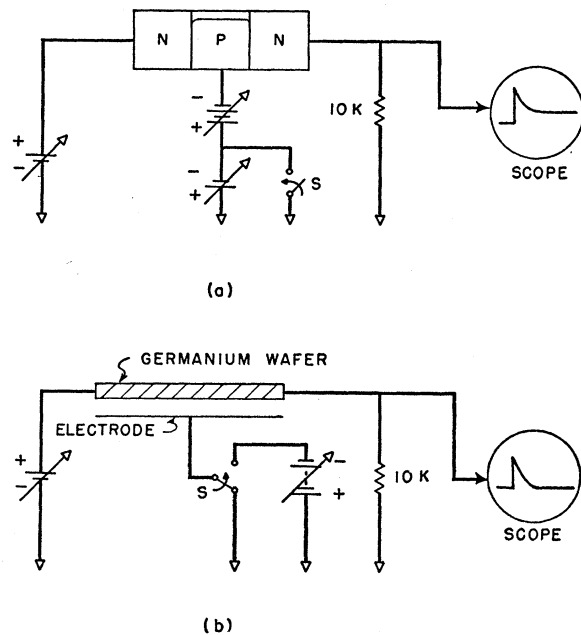 N P N
-
+
+
-
-
+
10 K
S
SCOPE
(a)
GERMANIUM WAFER
ELECTRODE
+
-
S
-
+
10 K
SCOPE
(b)